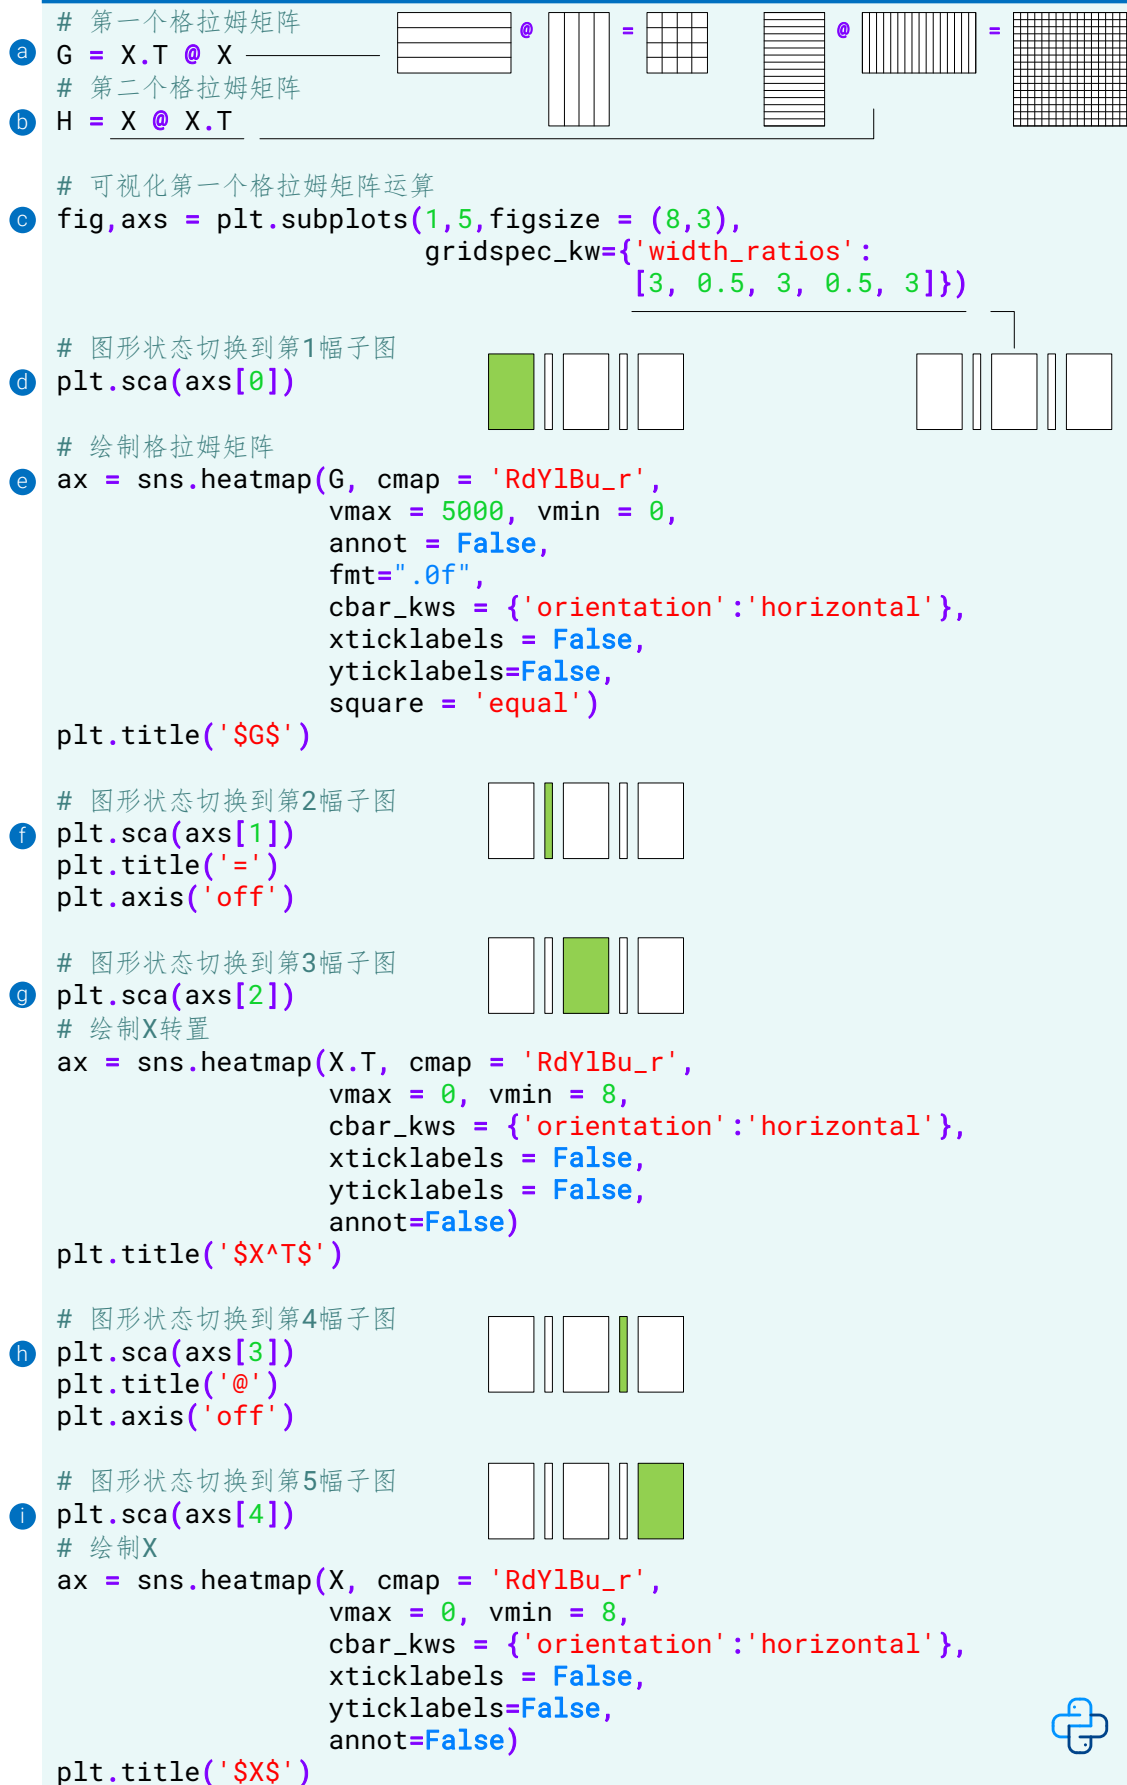 # 第一个格拉姆矩阵
@ =
@ =
a G = X.T @ X
# 第二个格拉姆矩阵
b H = X @ X.T
# 可视化第一个格拉姆矩阵运算
c fig,axs = plt.subplots(1,5,figsize = (8,3),
gridspec_kw={'width_ratios':
[3, 0.5, 3, 0.5, 3]})
# 图形状态切换到第1幅子图
d plt.sca(axs[0])
# 绘制格拉姆矩阵
e ax = sns.heatmap(G, cmap = 'RdYlBu_r',
vmax = 5000, vmin = 0,
annot = False,
fmt=".0f",
cbar_kws = {'orientation':'horizontal'},
xticklabels = False,
yticklabels=False,
square = 'equal')
plt.title('$G$')
# 图形状态切换到第2幅子图
f plt.sca(axs[1])
plt.title('=')
plt.axis('off')
# 图形状态切换到第3幅子图
g plt.sca(axs[2])
# 绘制X转置
ax = sns.heatmap(X.T, cmap = 'RdYlBu_r',
vmax = 0, vmin = 8,
cbar_kws = {'orientation':'horizontal'},
xticklabels = False,
yticklabels = False,
annot=False)
plt.title('$X^T$')
# 图形状态切换到第4幅子图
h plt.sca(axs[3])
plt.title('@')
plt.axis('off')
# 图形状态切换到第5幅子图
i plt.sca(axs[4])
# 绘制X
ax = sns.heatmap(X, cmap = 'RdYlBu_r',
vmax = 0, vmin = 8,
cbar_kws = {'orientation':'horizontal'},
xticklabels = False,
yticklabels=False,
annot=False)
plt.title('$X$')